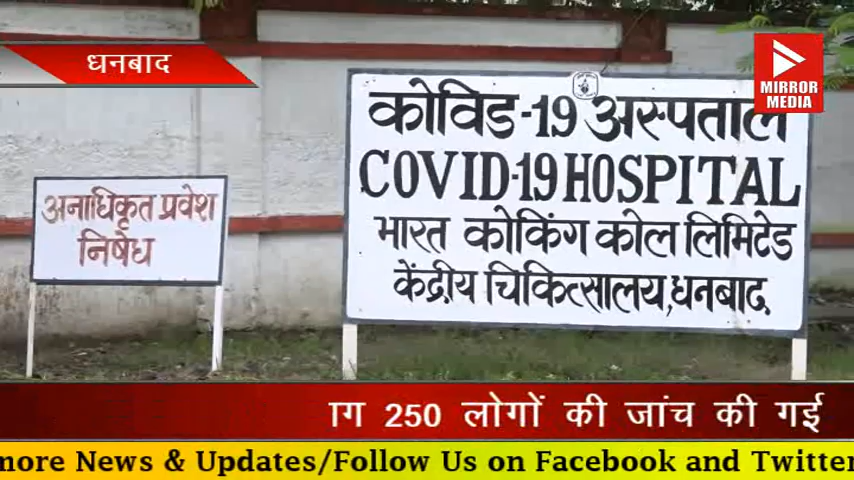 धनबाद
MIRROR
MEDIA
कोविड-19 अस्पताल
COVID-19 HOSPITAL
भारत कोकिंग कोल लिमिटेड
केंद्रीय चिकित्सालय,धनबाद
अनाधिकृत प्रवेश
निषेध
250 लोगों की जांच की गई
more News & Updates/Follow Us on Facebook and Twitter